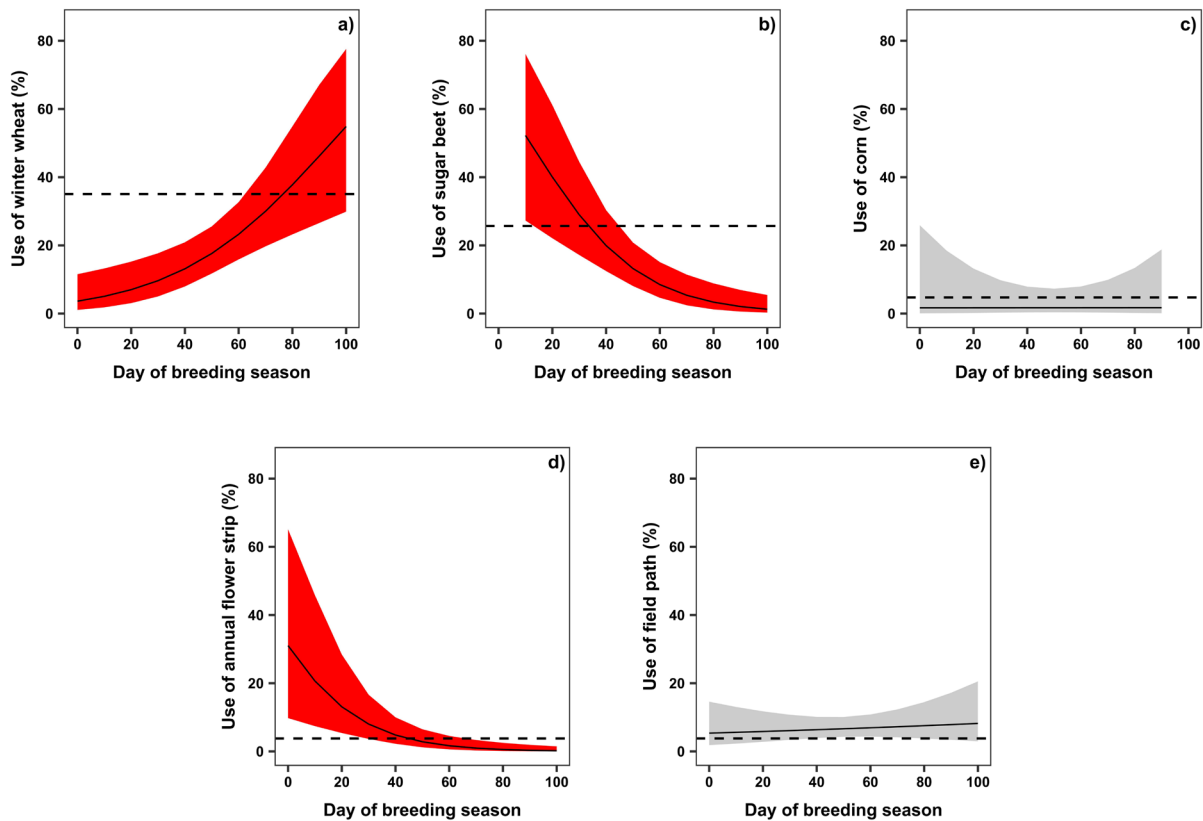 a)
Use of winter wheat (%)
80
60
40
20
0
0 20 40 60 80 100
Day of breeding season
b)
Use of sugar beet (%)
80
60
40
20
0
0 20 40 60 80 100
Day of breeding season
c)
Use of corn (%)
80
60
40
20
0
0 20 40 60 80 100
Day of breeding season
d)
Use of annual flower strip (%)
80
60
40
20
0
0 20 40 60 80 100
Day of breeding season
e)
Use of field path (%)
80
60
40
20
0
0 20 40 60 80 100
Day of breeding season